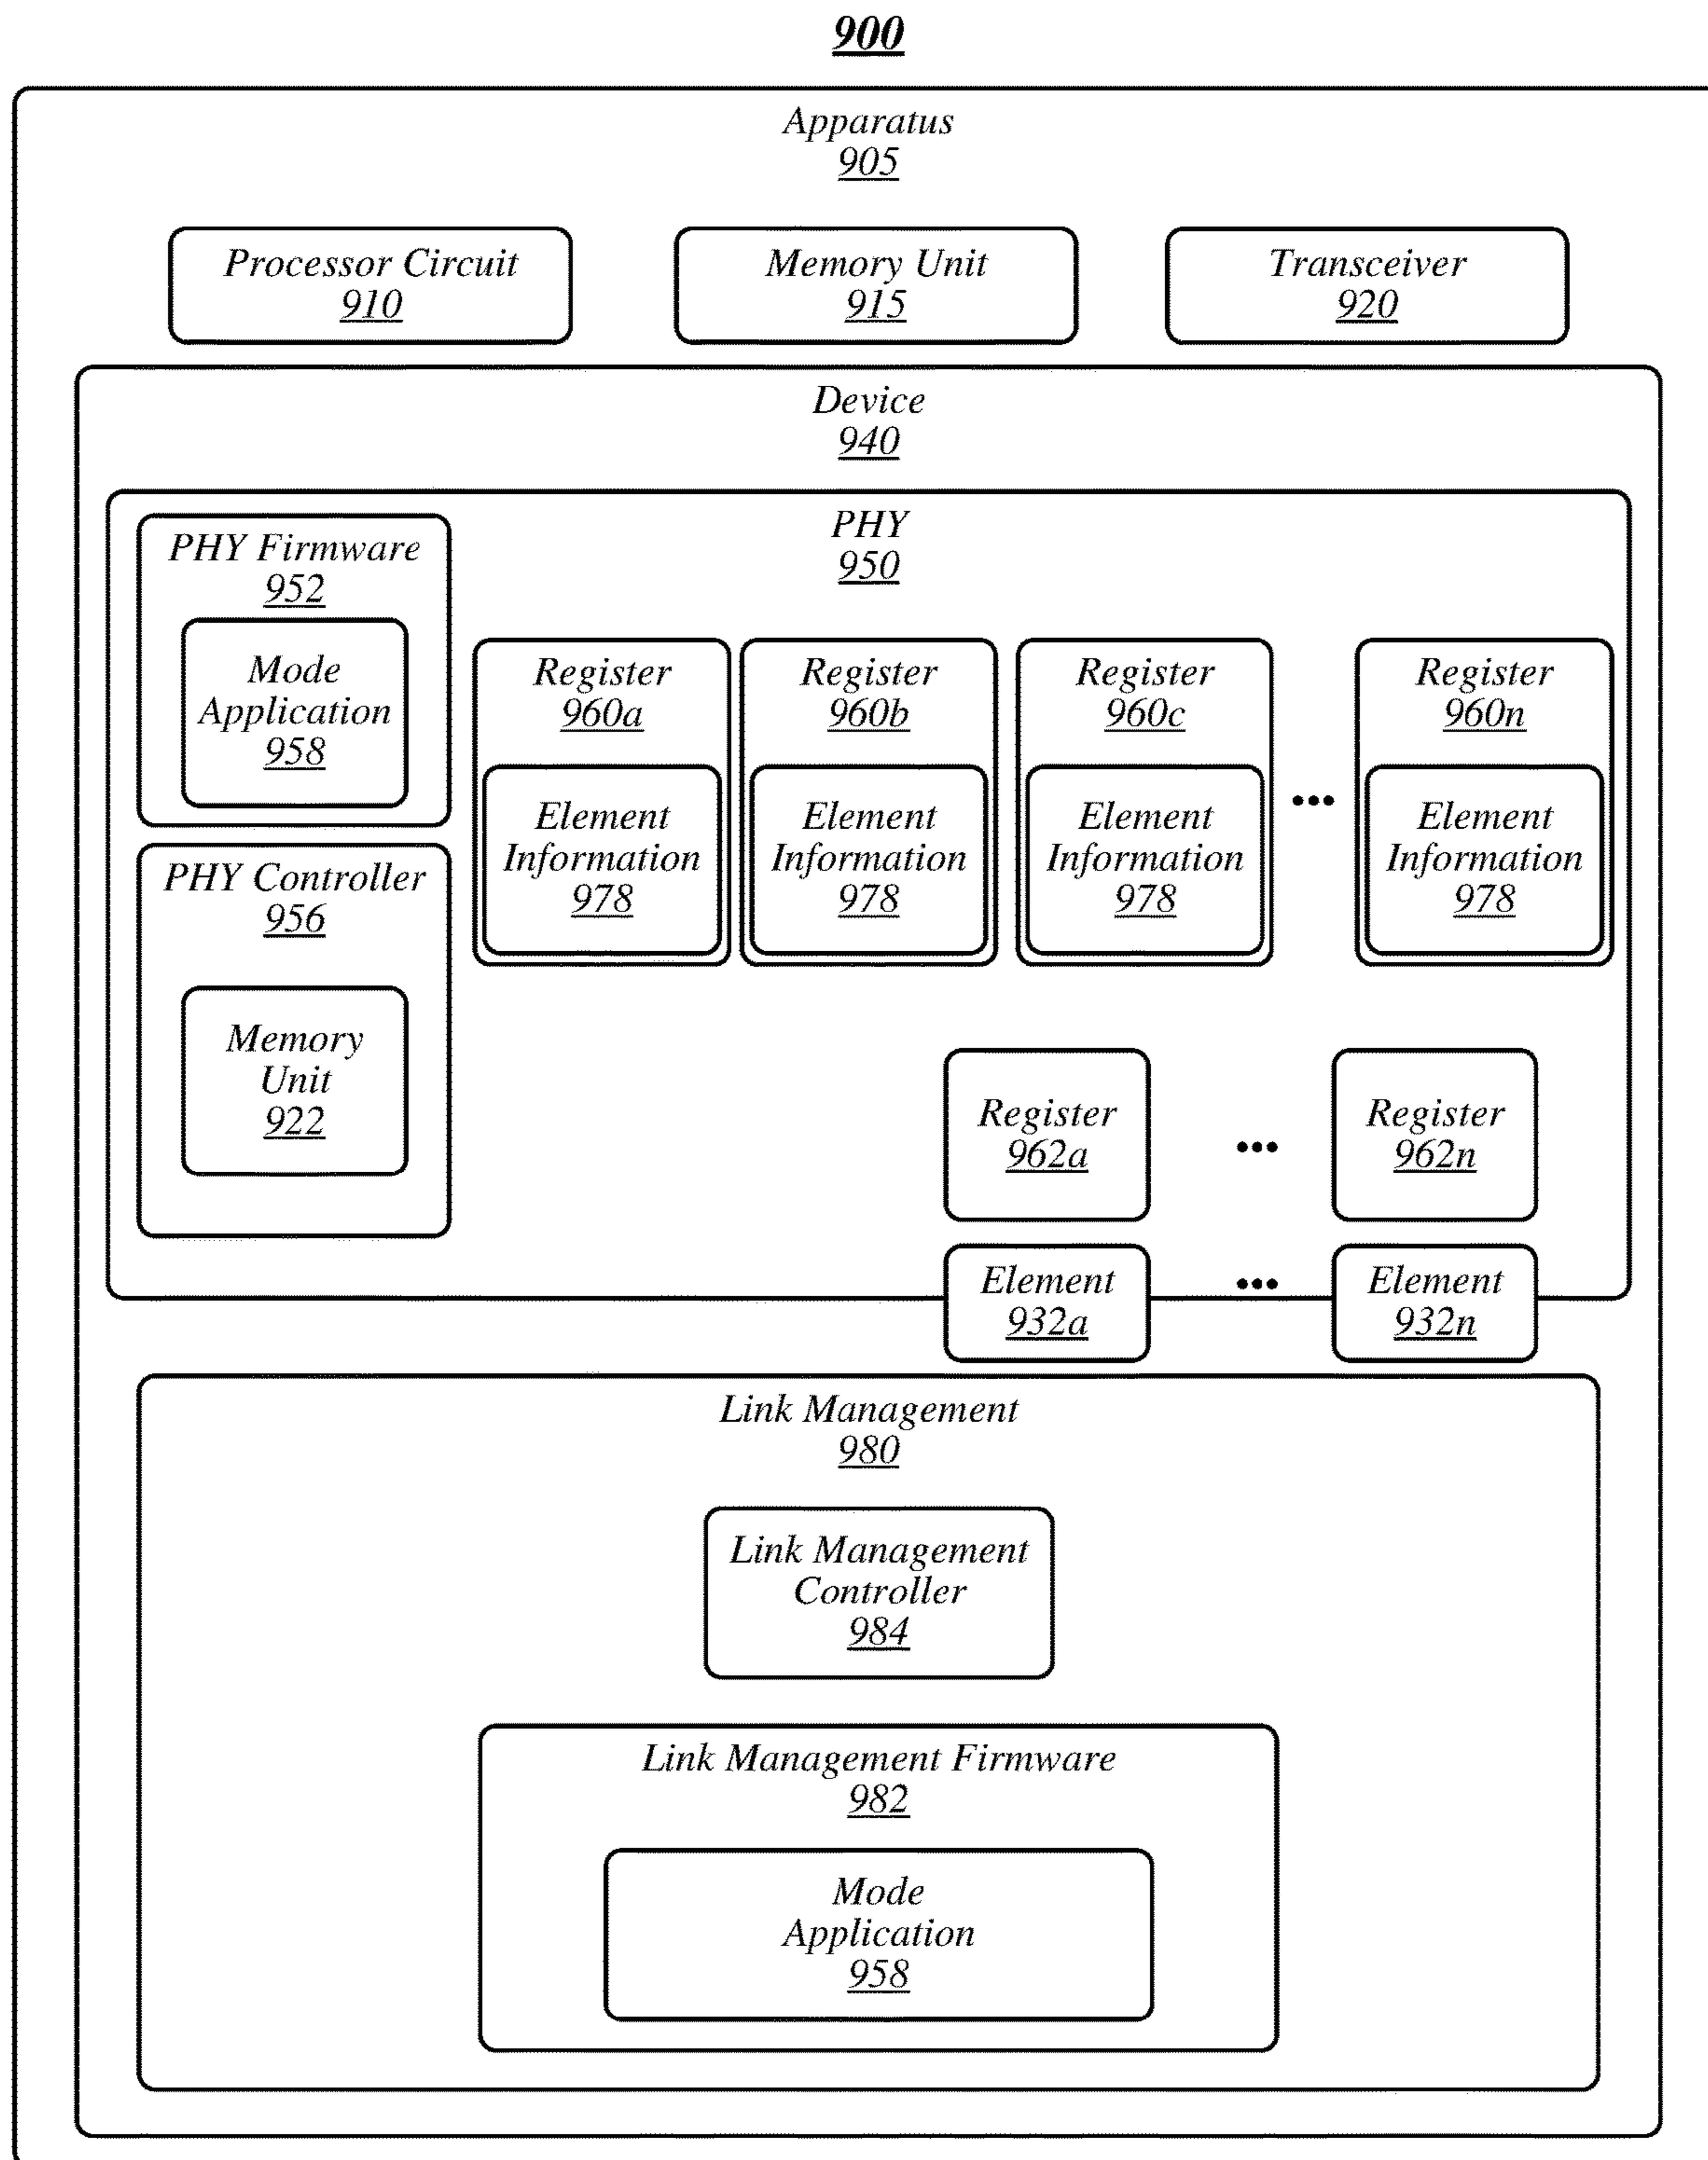 900
Apparatus
905
Processor Circuit
910
Memory Unit
915
Transceiver
920
Device
940
PHY
950
PHY Firmware
952
Mode
Application
958
Register
960a
Element
Information
978
Register
960b
Element
Information
978
Register
960c
Element
Information
978
...
Register
960n
Element
Information
978
PHY Controller
956
Memory
Unit
922
Register
962a
...
Register
962n
Element
932a
...
Element
932n
Link Management
980
Link Management
Controller
984
Link Management Firmware
982
Mode
Application
958